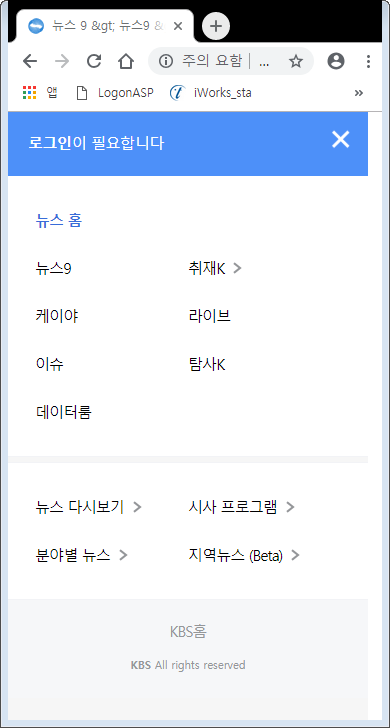 뉴스 9 &gt; 뉴스9 &
주의 요함 | ...
앱 LogonASP iWorks_sta »
로그인이 필요합니다
뉴스 홈
뉴스9 취재K >
케이야 라이브
이슈 탐사K
데이터룸
뉴스 다시보기 > 시사 프로그램 >
분야별 뉴스 > 지역뉴스 (Beta) >
KBS홈
KBS All rights reserved